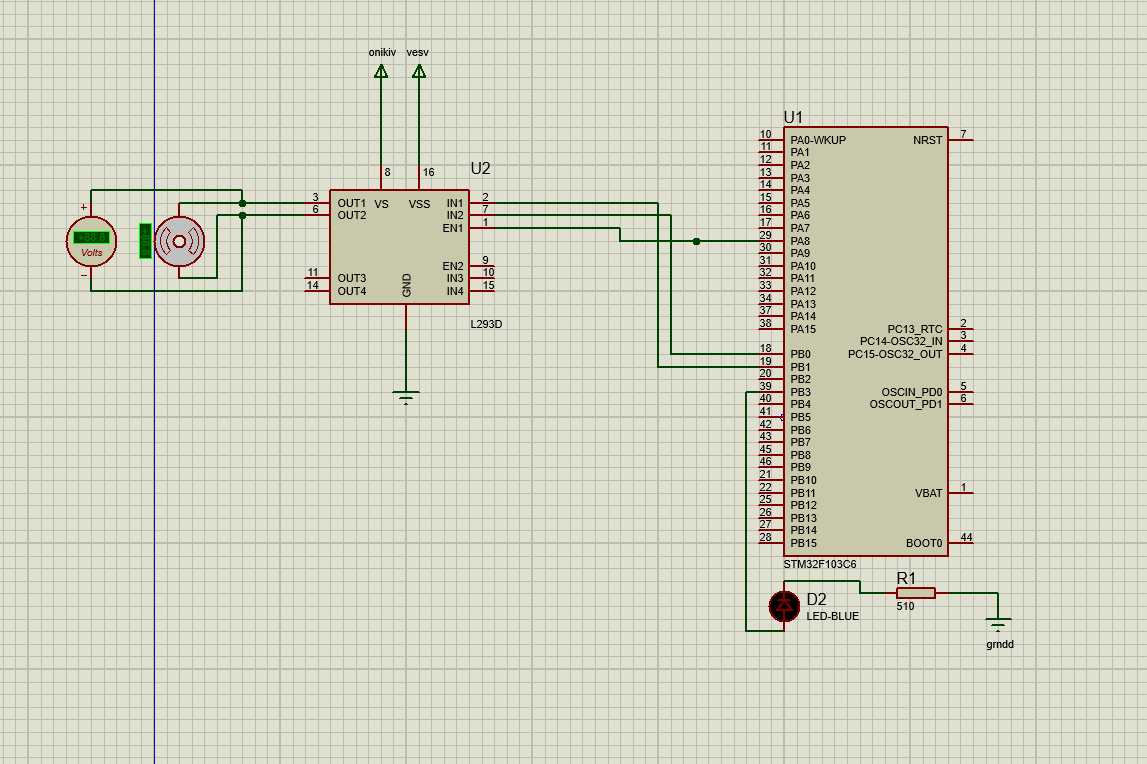 onikiv vesv
U1
U2
8 16
VS VSS
3 OUT1
6 OUT2
11 OUT3
14 OUT4
IN1 2
IN2 7
EN1 1
EN2 9
IN3 10
IN4 15
GND
L293D
+
Volts
−
10 PA0-WKUP
11 PA1
12 PA2
13 PA3
14 PA4
15 PA5
16 PA6
17 PA7
29 PA8
30 PA9
31 PA10
32 PA11
33 PA12
34 PA13
37 PA14
38 PA15
18 PB0
19 PB1
20 PB2
39 PB3
40 PB4
41 PB5
42 PB6
43 PB7
45 PB8
46 PB9
21 PB10
22 PB11
25 PB12
26 PB13
27 PB14
28 PB15
NRST 7
PC13_RTC 2
PC14-OSC32_IN 3
PC15-OSC32_OUT 4
OSCIN_PD0 5
OSCOUT_PD1 6
VBAT 1
BOOT0 44
STM32F103C6
D2
LED-BLUE
R1
510
grndd